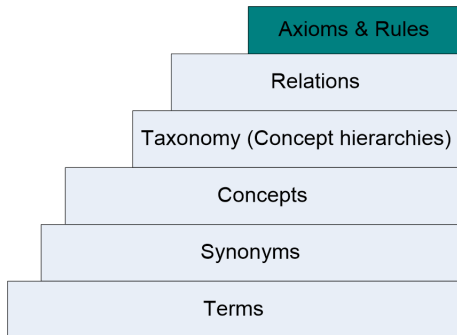 Axioms & Rules
Relations
Taxonomy (Concept hierarchies)
Concepts
Synonyms
Terms